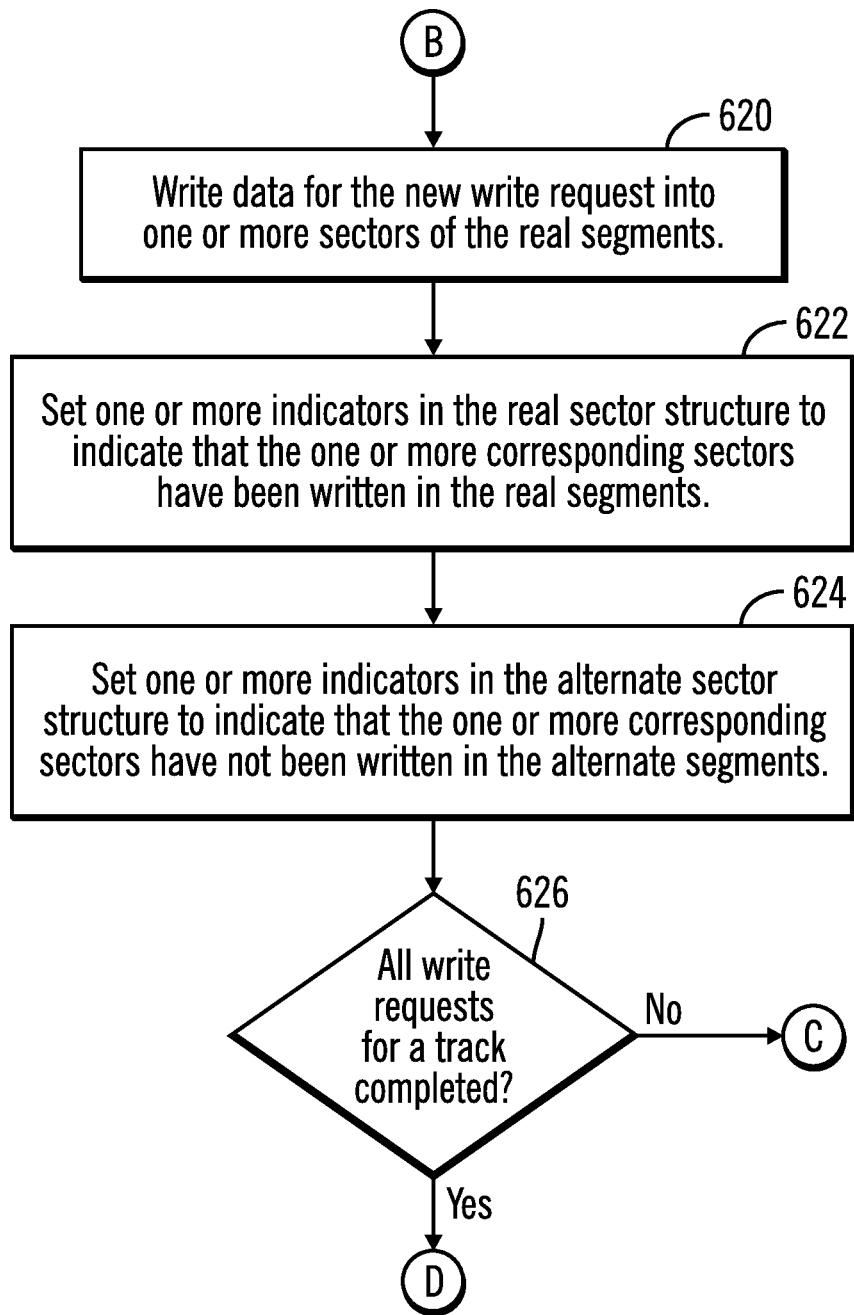 B
620
Write data for the new write request into
one or more sectors of the real segments.
622
Set one or more indicators in the real sector structure to
indicate that the one or more corresponding sectors
have been written in the real segments.
624
Set one or more indicators in the alternate sector
structure to indicate that the one or more corresponding
sectors have not been written in the alternate segments.
626
All write
requests
for a track
completed?
No
C
Yes
D